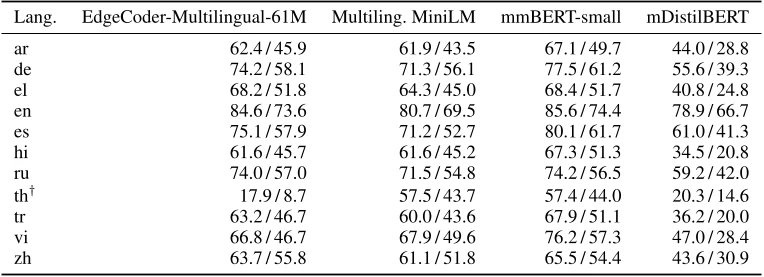 Lang. EdgeCoder-Multilingual-61M Multiling. MiniLM mmBERT-small mDistilBERT
ar 62.4 / 45.9 61.9 / 43.5 67.1 / 49.7 44.0 / 28.8
de 74.2 / 58.1 71.3 / 56.1 77.5 / 61.2 55.6 / 39.3
el 68.2 / 51.8 64.3 / 45.0 68.4 / 51.7 40.8 / 24.8
en 84.6 / 73.6 80.7 / 69.5 85.6 / 74.4 78.9 / 66.7
es 75.1 / 57.9 71.2 / 52.7 80.1 / 61.7 61.0 / 41.3
hi 61.6 / 45.7 61.6 / 45.2 67.3 / 51.3 34.5 / 20.8
ru 74.0 / 57.0 71.5 / 54.8 74.2 / 56.5 59.2 / 42.0
th† 17.9 / 8.7 57.5 / 43.7 57.4 / 44.0 20.3 / 14.6
tr 63.2 / 46.7 60.0 / 43.6 67.9 / 51.1 36.2 / 20.0
vi 66.8 / 46.7 67.9 / 49.6 76.2 / 57.3 47.0 / 28.4
zh 63.7 / 55.8 61.1 / 51.8 65.5 / 54.4 43.6 / 30.9